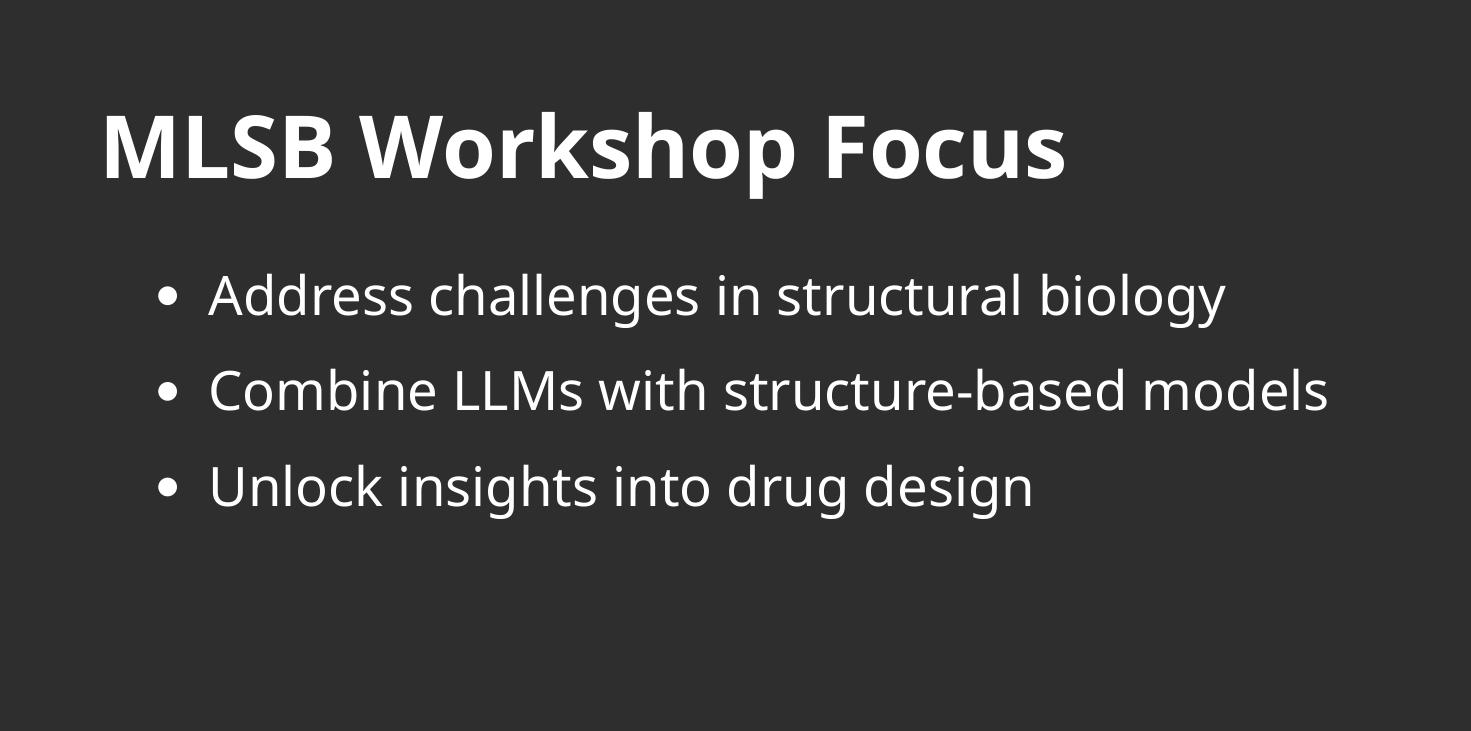 MLSB Workshop Focus
• Address challenges in structural biology
• Combine LLMs with structure-based models
• Unlock insights into drug design